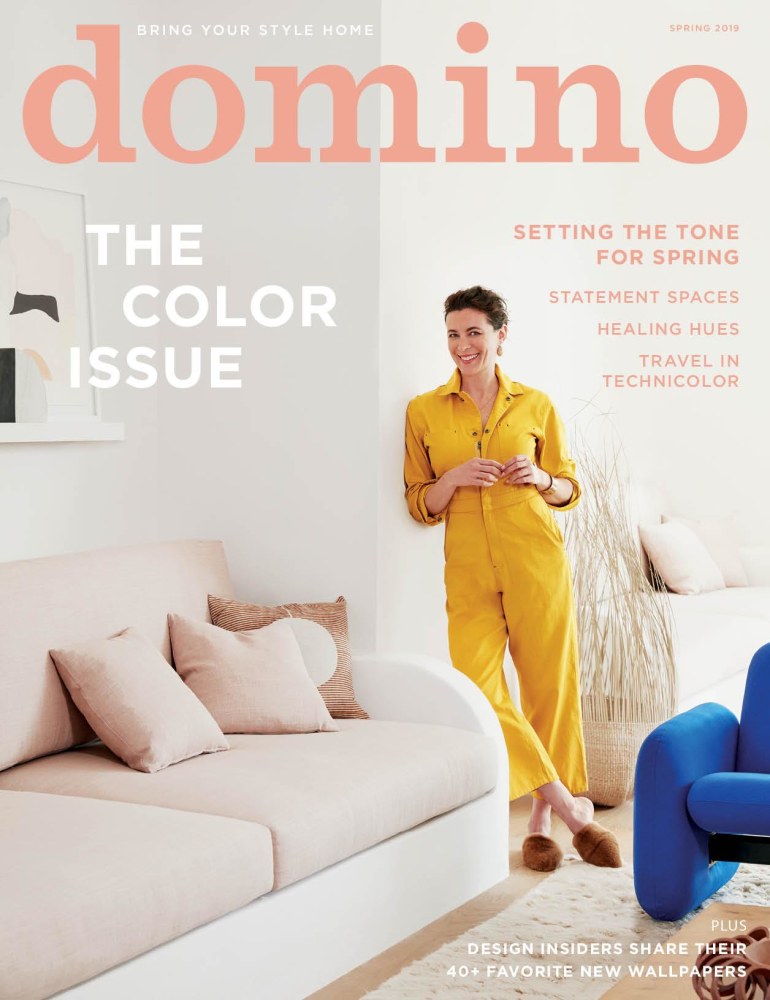 BRING YOUR STYLE HOME
SPRING 2019
domino
THE
COLOR
ISSUE
SETTING THE TONE
FOR SPRING
STATEMENT SPACES
HEALING HUES
TRAVEL IN
TECHNICOLOR
PLUS
DESIGN INSIDERS SHARE THEIR
40+ FAVORITE NEW WALLPAPERS